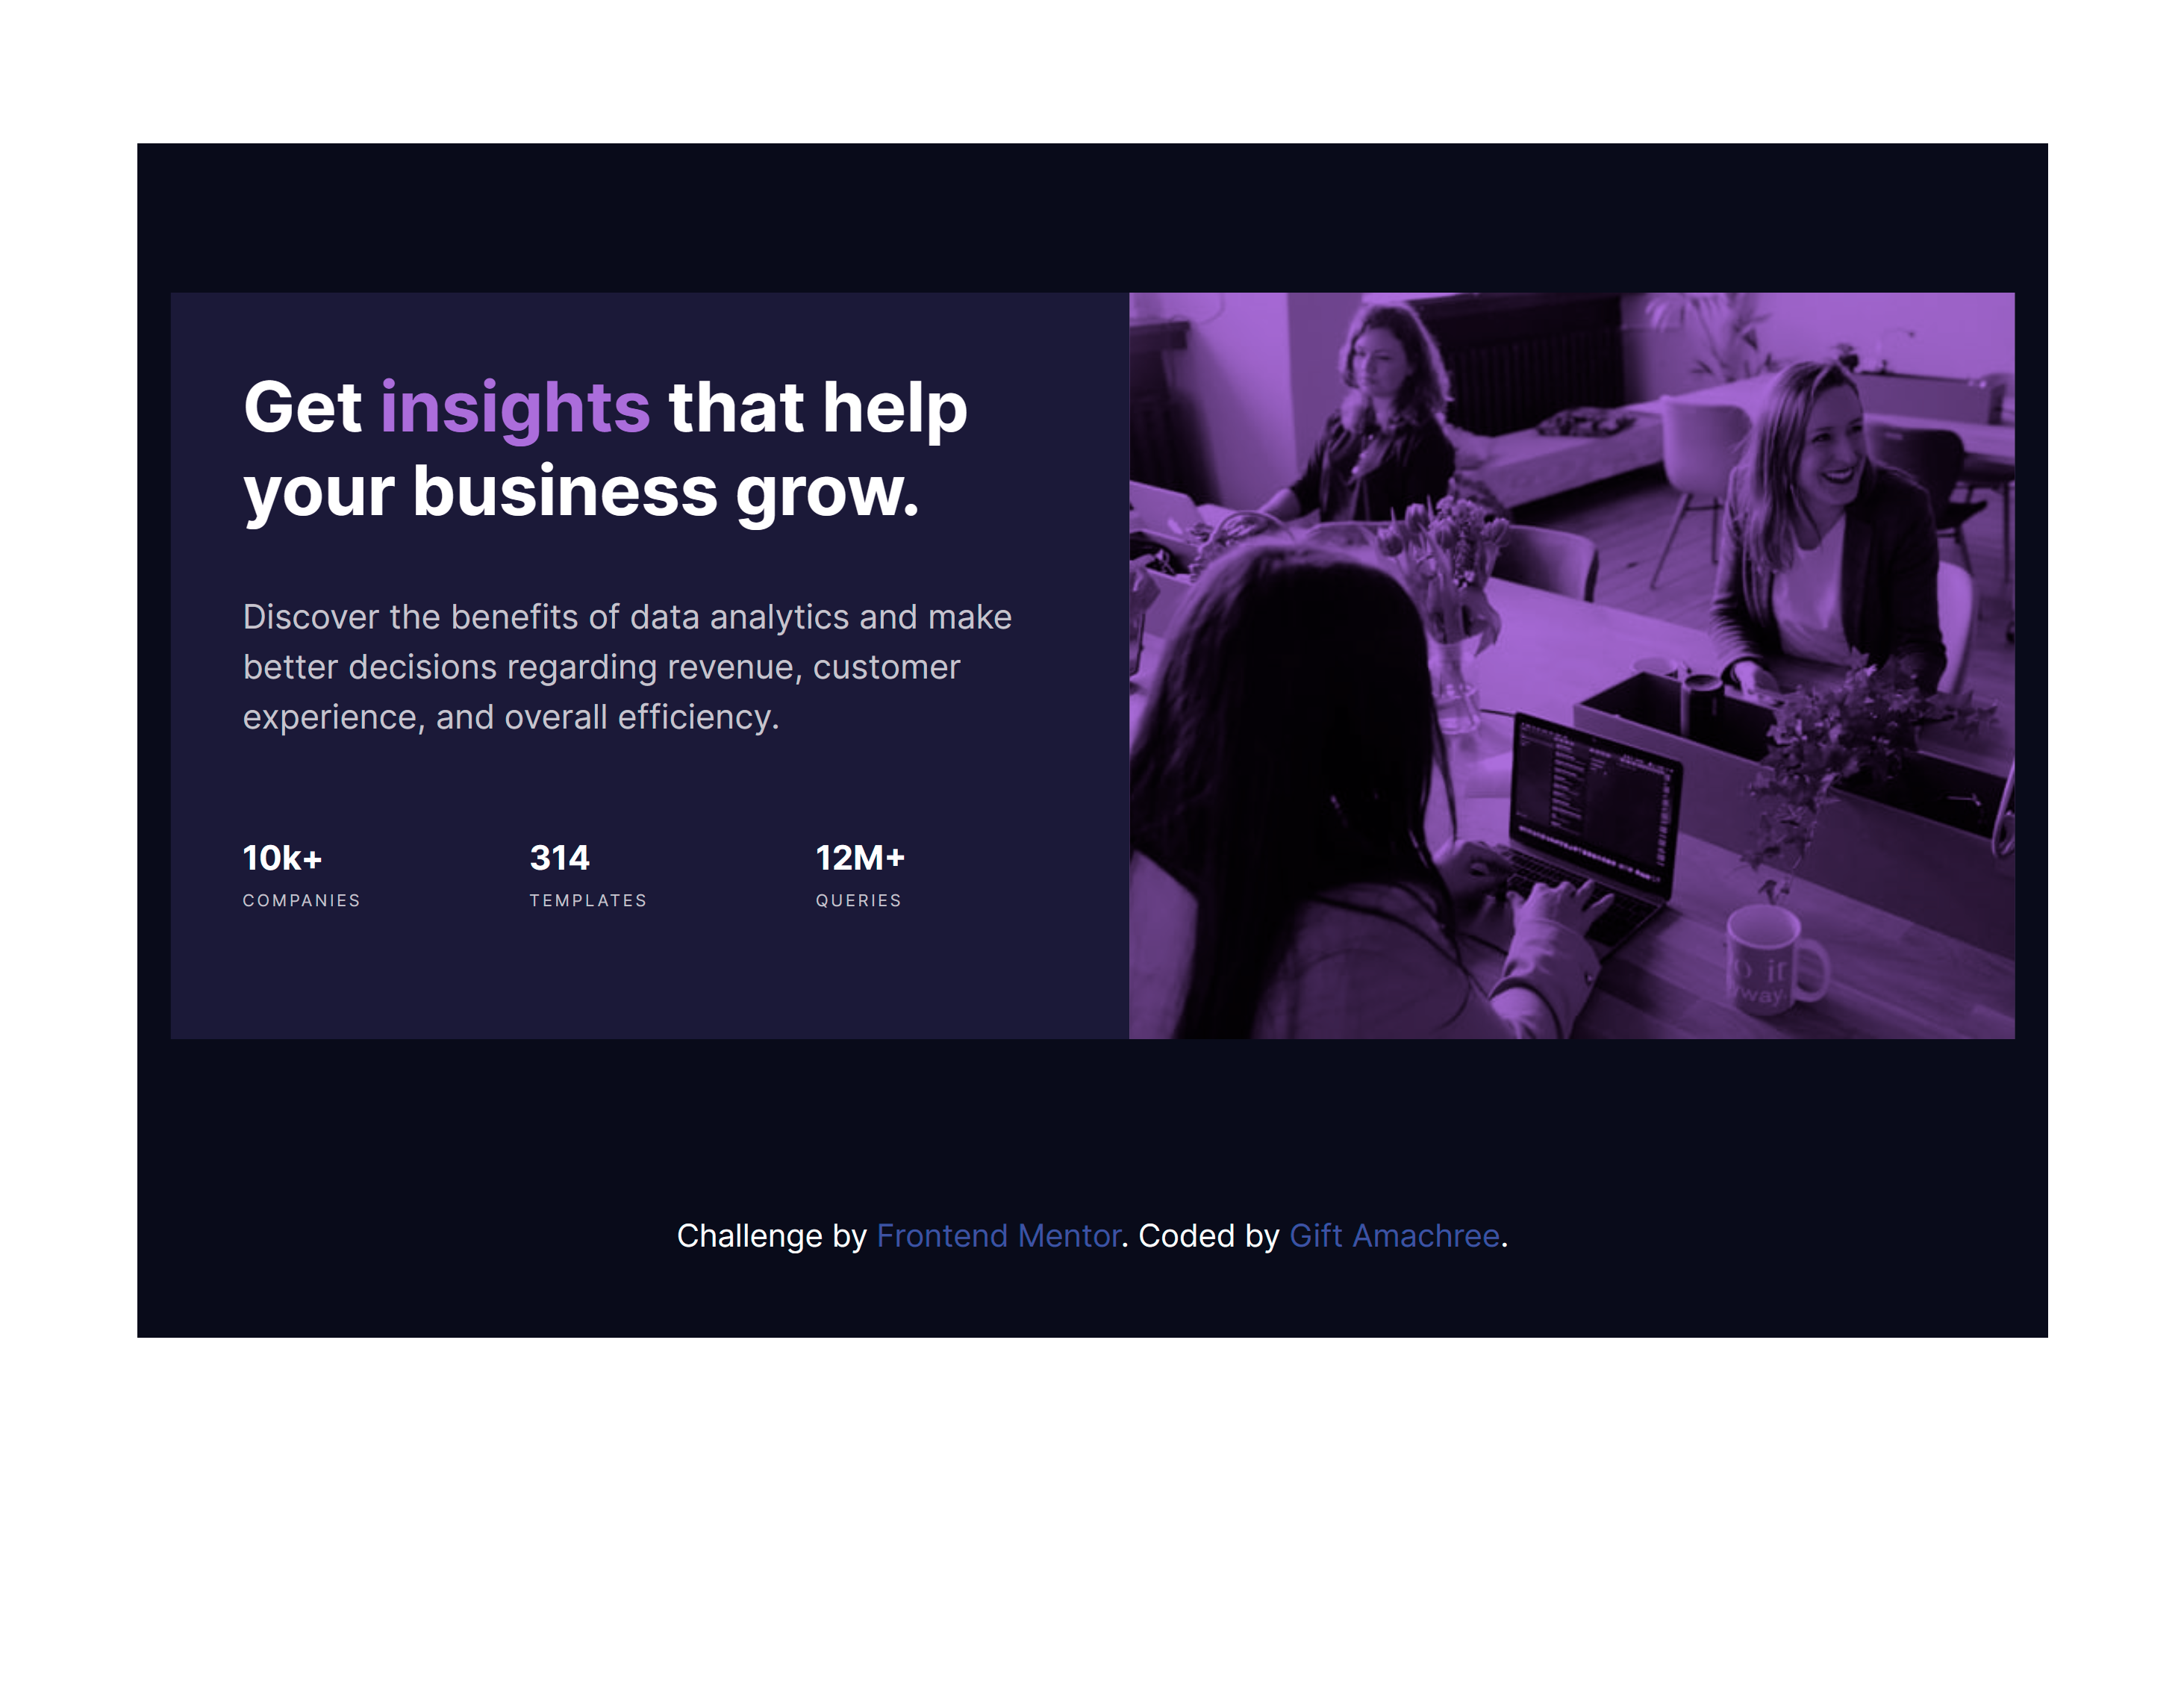 Get insights that help
your business grow.
Discover the benefits of data analytics and make
better decisions regarding revenue, customer
experience, and overall efficiency.
10k+ 314 12M+
COMPANIES TEMPLATES QUERIES
Challenge by Frontend Mentor. Coded by Gift Amachree.